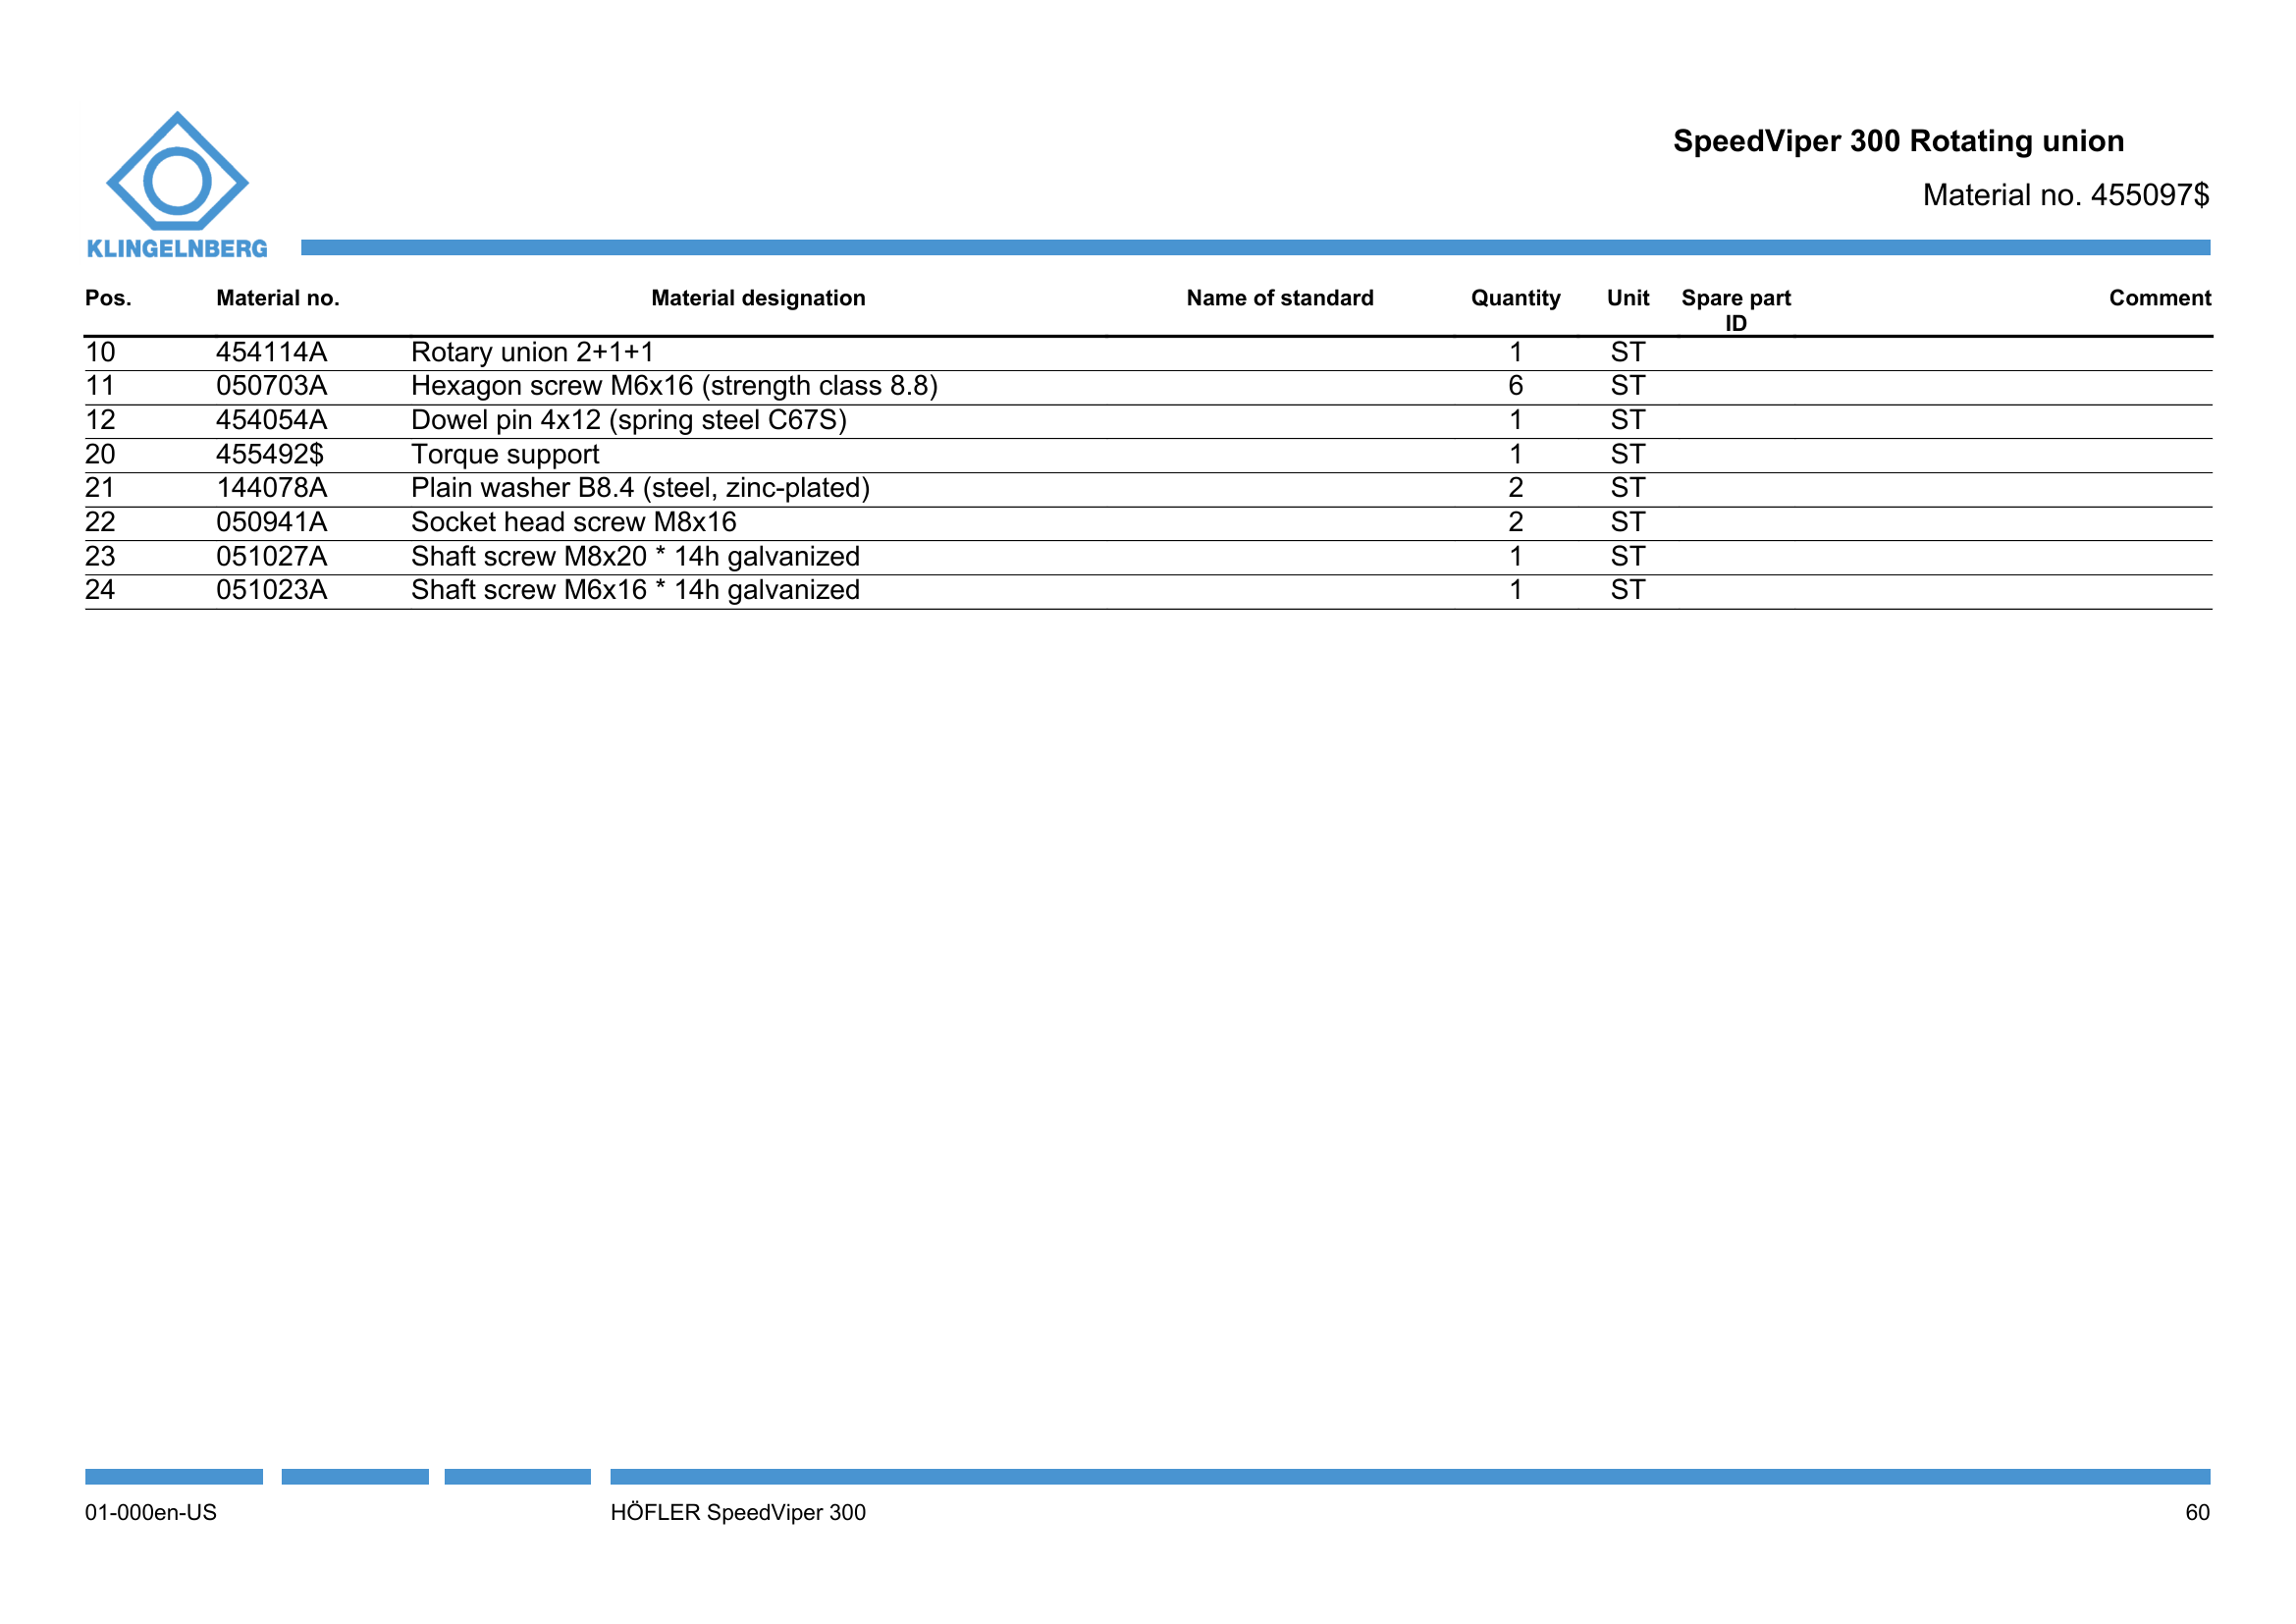 SpeedViper 300 Rotating union
Material no. 455097$
KLINGELNBERG
Pos. Material no. Material designation Name of standard Quantity Unit Spare part ID Comment
10 454114A Rotary union 2+1+1 1 ST
11 050703A Hexagon screw M6x16 (strength class 8.8) 6 ST
12 454054A Dowel pin 4x12 (spring steel C67S) 1 ST
20 455492$ Torque support 1 ST
21 144078A Plain washer B8.4 (steel, zinc-plated) 2 ST
22 050941A Socket head screw M8x16 2 ST
23 051027A Shaft screw M8x20 * 14h galvanized 1 ST
24 051023A Shaft screw M6x16 * 14h galvanized 1 ST
01-000en-US HÖFLER SpeedViper 300 60